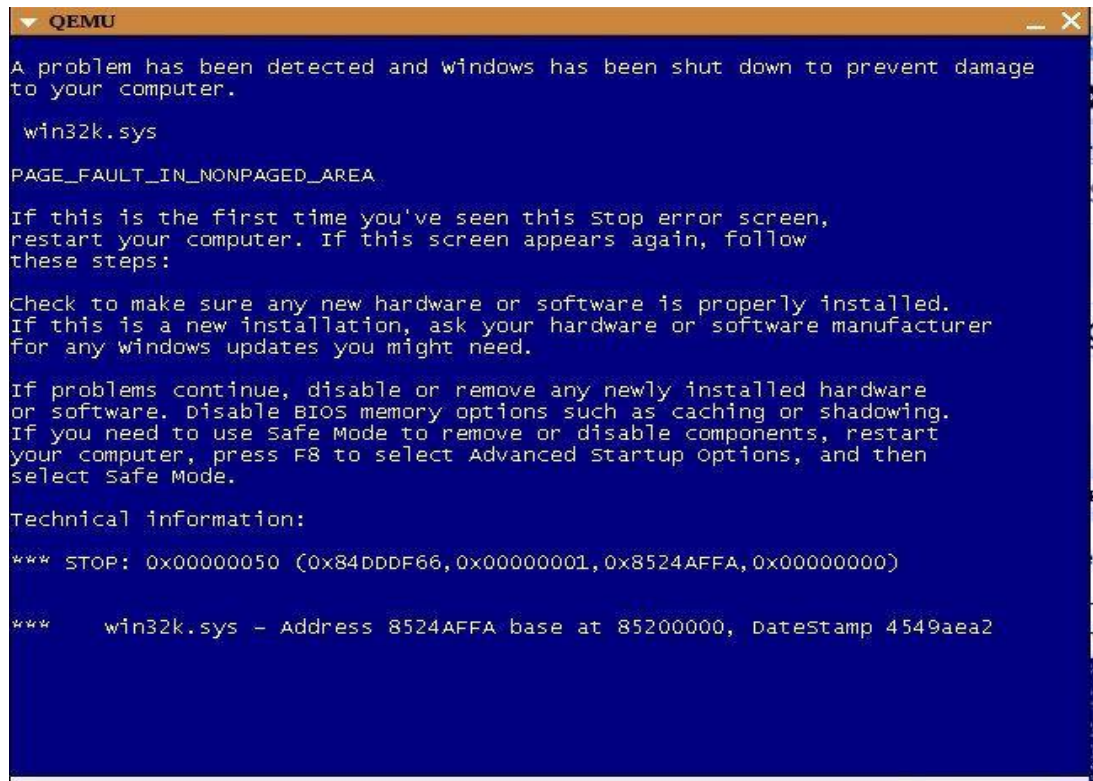 QEMU
A problem has been detected and Windows has been shut down to prevent damage
to your computer.
win32k.sys
PAGE_FAULT_IN_NONPAGED_AREA
If this is the first time you've seen this Stop error screen,
restart your computer. If this screen appears again, follow
these steps:
Check to make sure any new hardware or software is properly installed.
If this is a new installation, ask your hardware or software manufacturer
for any Windows updates you might need.
If problems continue, disable or remove any newly installed hardware
or software. Disable BIOS memory options such as caching or shadowing.
If you need to use Safe Mode to remove or disable components, restart
your computer, press F8 to select Advanced Startup Options, and then
select Safe Mode.
Technical information:
*** STOP: 0x00000050 (0x84DDDF66,0x00000001,0x8524AFFA,0x00000000)
*** win32k.sys – Address 8524AFFA base at 85200000, DateStamp 4549aea2